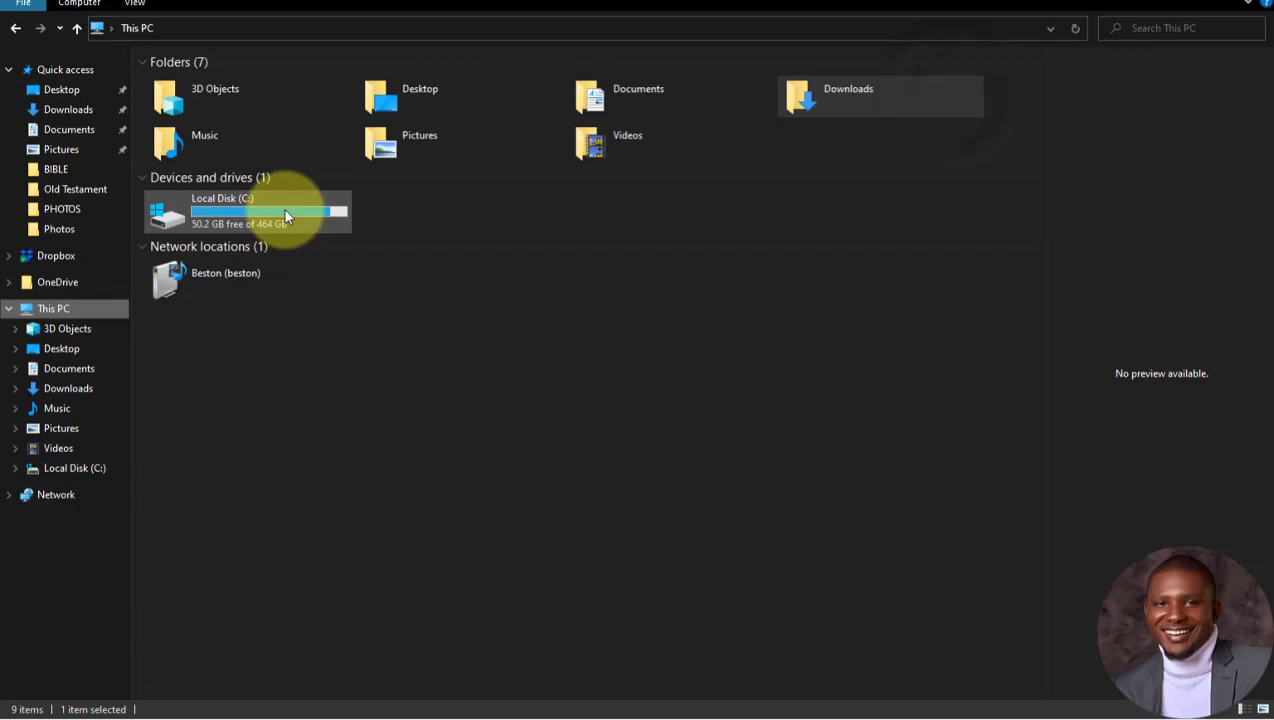 File
Computer
View
This PC
Search This PC
Quick access
Desktop
Downloads
Documents
Pictures
BIBLE
Old Testament
PHOTOS
Photos
Dropbox
OneDrive
This PC
3D Objects
Desktop
Documents
Downloads
Music
Pictures
Videos
Local Disk (C:)
Network
Folders (7)
3D Objects
Desktop
Documents
Downloads
Music
Pictures
Videos
Devices and drives (1)
Local Disk (C:)
50.2 GB free of 464 GB
Network locations (1)
Beston (beston)
No preview available.
9 items
1 item selected